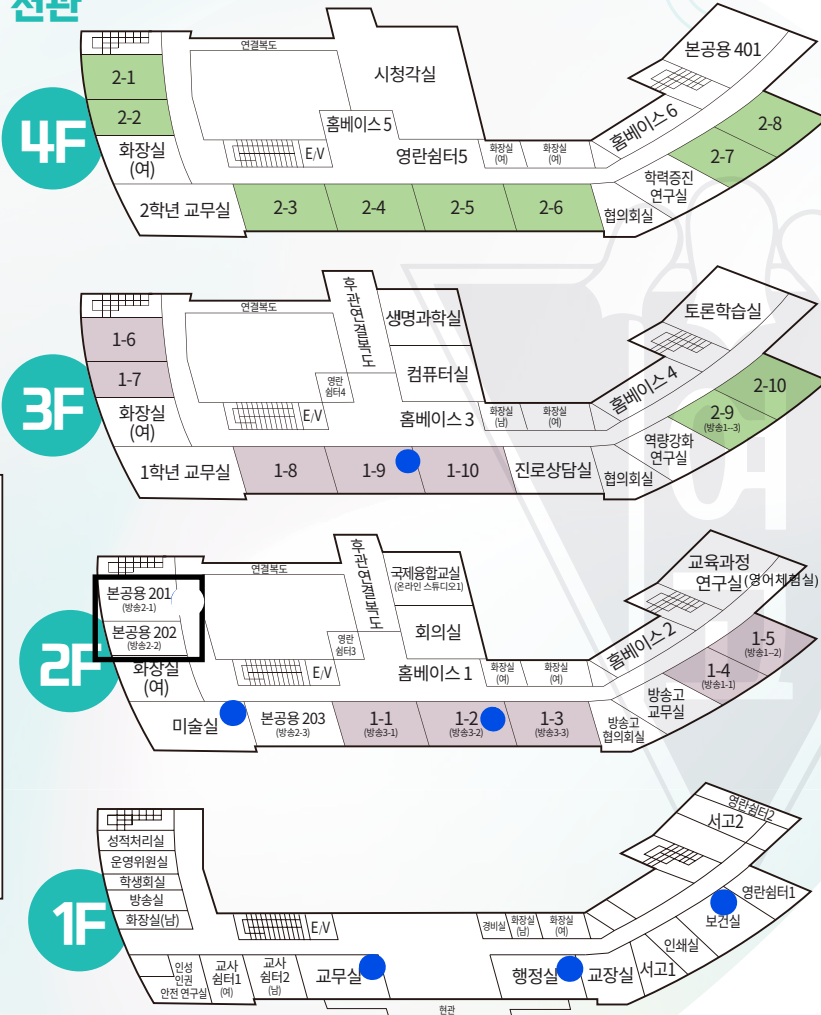 전관
4F
연결복도
2-1
2-2
화장실
(여)
2학년 교무실
시청각실
홈베이스 5
E/V
영란쉼터5
화장실
(여)
화장실
(여)
2-3
2-4
2-5
2-6
협의회실
학력증진
연구실
홈베이스 6
본공용 401
2-7
2-8
3F
연결복도
1-6
1-7
화장실
(여)
1학년 교무실
후관연결복도
생명과학실
컴퓨터실
영란
쉼터4
E/V
홈베이스 3
화장실
(남)
화장실
(여)
1-8
1-9
1-10
진로상담실
협의회실
역량강화
연구실
홈베이스 4
토론학습실
2-9
(방송1-3)
2-10
2F
연결복도
본공용 201
(방송2-1)
본공용 202
(방송2-2)
화장실
(여)
미술실
후관연결복도
국제융합교실
(온라인 스튜디오1)
회의실
영란
쉼터3
E/V
홈베이스 1
화장실
(여)
화장실
(여)
본공용 203
(방송2-3)
1-1
(방송3-1)
1-2
(방송3-2)
1-3
(방송3-3)
방송고
협의회실
방송고
교무실
홈베이스 2
교육과정
연구실(영어체험실)
1-4
(방송1-1)
1-5
(방송1-2)
1F
성적처리실
운영위원실
학생회실
방송실
화장실(남)
인성
인권
안전 연구실
교사
쉼터1
(여)
교사
쉼터2
(남)
E/V
교무실
경비실
화장실
(남)
화장실
(여)
행정실
교장실
서고1
인쇄실
보건실
영란쉼터1
서고2
영란쉼터2
현관
여
고